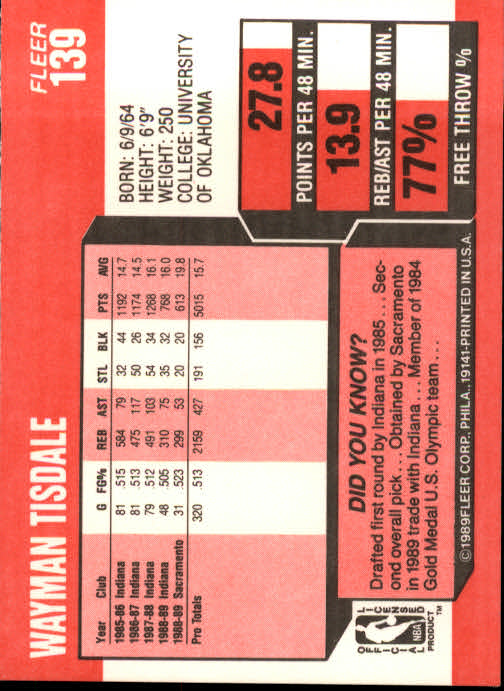 WAYMAN TISDALE
FLEER
139
Year Club G FG% REB AST STL BLK PTS AVG
1985-86 Indiana 81 .515 584 79 32 44 1192 14.7
1986-87 Indiana 81 .513 475 117 50 26 1174 14.5
1987-88 Indiana 79 .512 491 103 54 34 1268 16.1
1988-89 Indiana 48 .505 310 75 35 32 768 16.0
1988-89 Sacramento 31 .523 299 53 20 20 613 19.8
Pro Totals 320 .513 2159 427 191 156 5015 15.7
BORN: 6/9/64
HEIGHT: 6'9"
WEIGHT: 250
COLLEGE: UNIVERSITY
OF OKLAHOMA
27.8
POINTS PER 48 MIN.
13.9
REB/AST PER 48 MIN.
77%
FREE THROW %
DID YOU KNOW?
Drafted first round by Indiana in 1985 . . . Sec-
ond overall pick . . . Obtained by Sacramento
in 1989 trade with Indiana . . . Member of 1984
Gold Medal U.S. Olympic team . . .
OFFICIAL LICENSED
NBA
PRODUCT™
©1989 FLEER CORP., PHILA., 19141-PRINTED IN U.S.A.